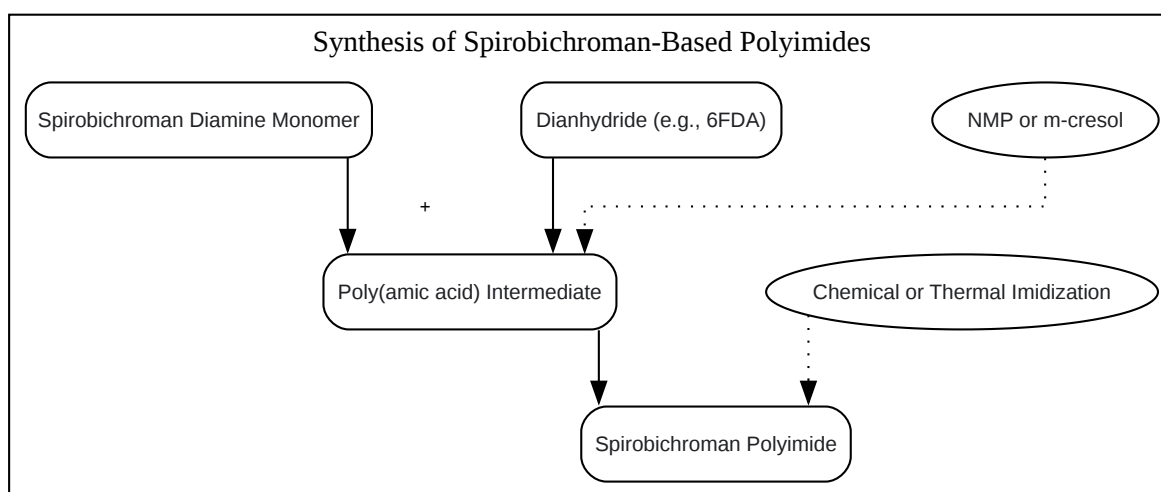 Synthesis of Spirobichroman-Based Polyimides
Spirobichroman Diamine Monomer
Dianhydride (e.g., 6FDA)
NMP or m-cresol
+
Poly(amic acid) Intermediate
Chemical or Thermal Imidization
Spirobichroman Polyimide